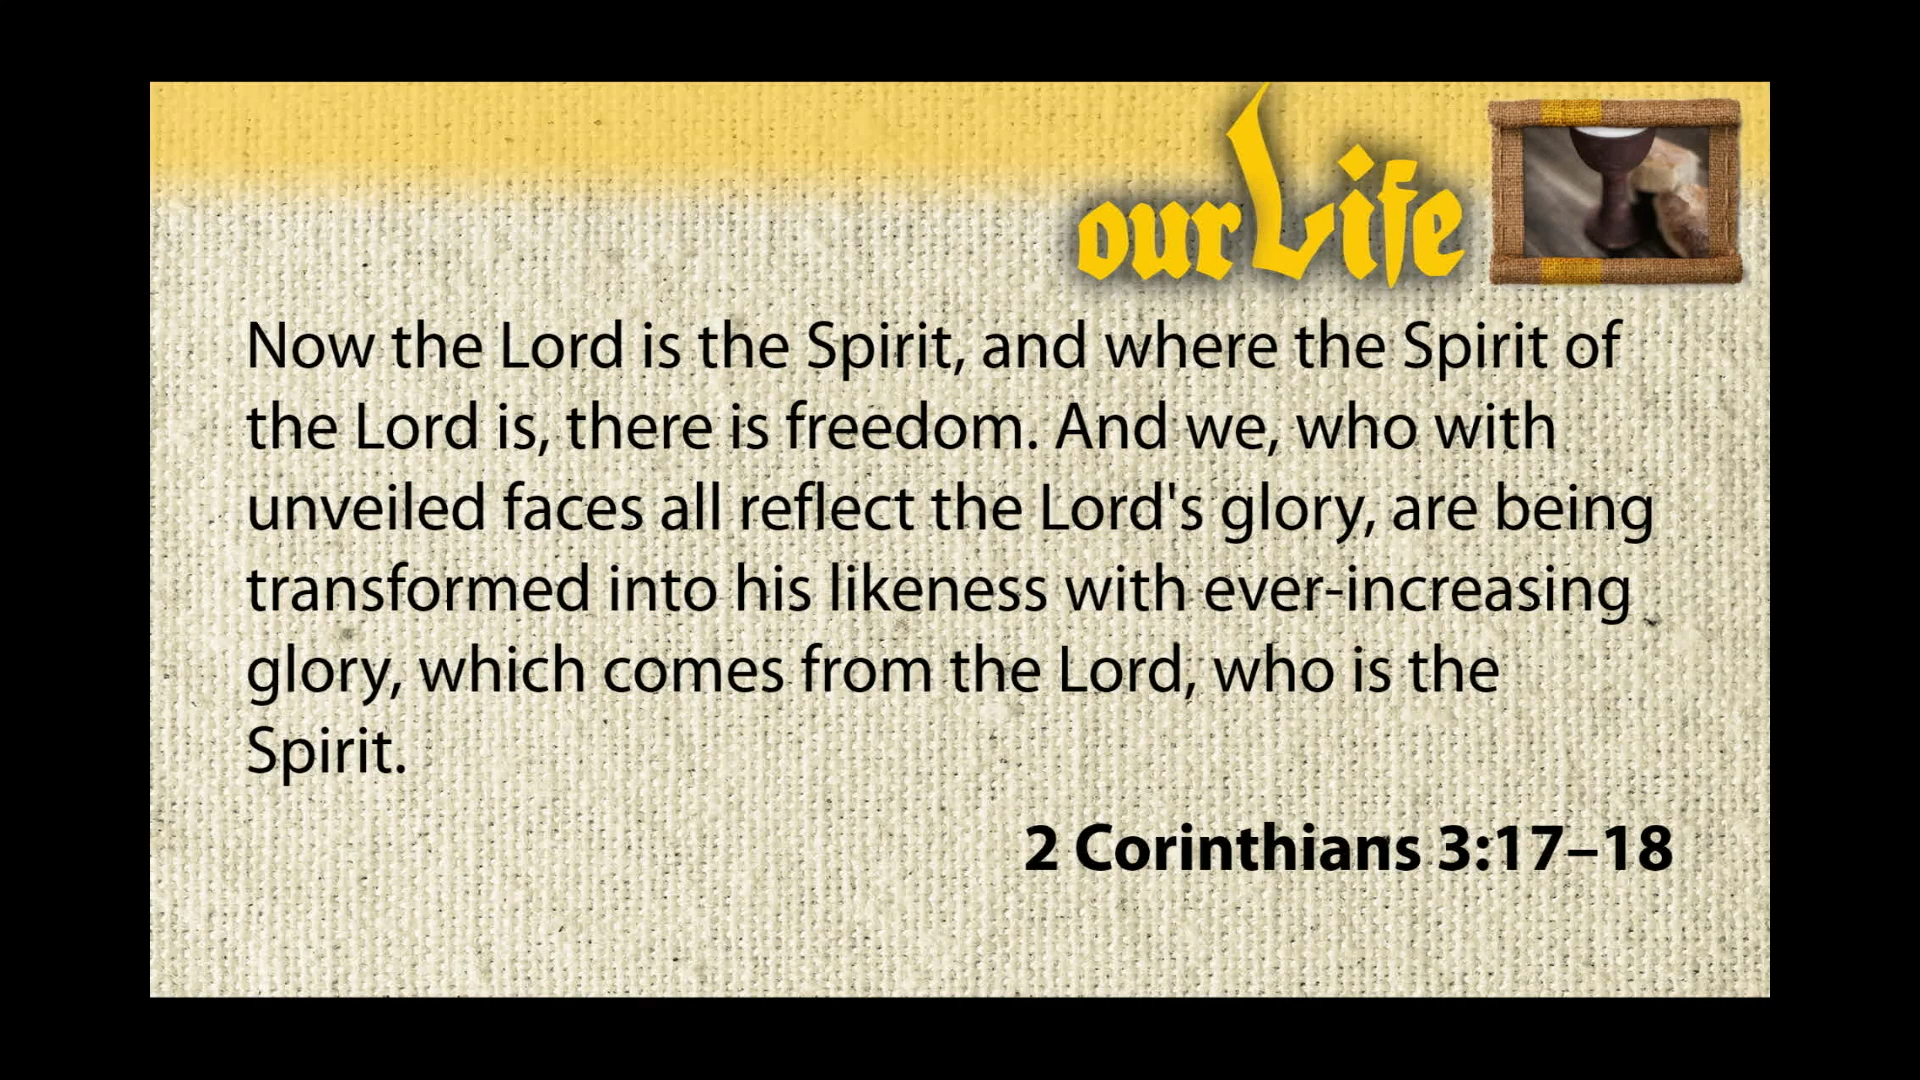 our Life
Now the Lord is the Spirit, and where the Spirit of
the Lord is, there is freedom. And we, who with
unveiled faces all reflect the Lord's glory, are being
transformed into his likeness with ever-increasing
glory, which comes from the Lord, who is the
Spirit.
2 Corinthians 3:17–18